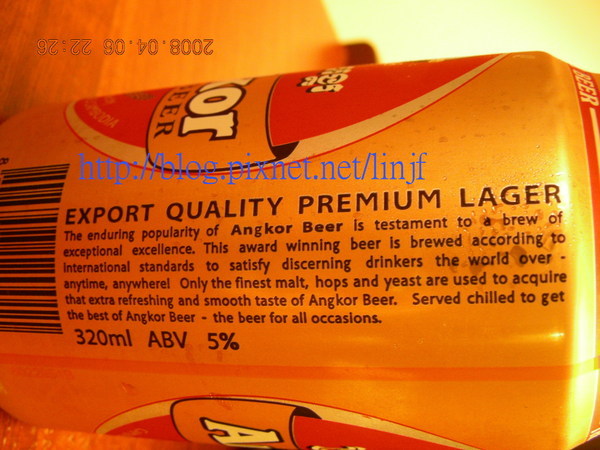 2008.04.06 22:26
kor
BEER
BEER
http://blog.pixnet.net/linjf
EXPORT QUALITY PREMIUM LAGER
The enduring popularity of Angkor Beer is testament to a brew of
exceptional excellence. This award winning beer is brewed according to
international standards to satisfy discerning drinkers the world over -
anytime, anywhere! Only the finest malt, hops and yeast are used to acquire
that extra refreshing and smooth taste of Angkor Beer. Served chilled to get
the best of Angkor Beer - the beer for all occasions.
320ml ABV 5%